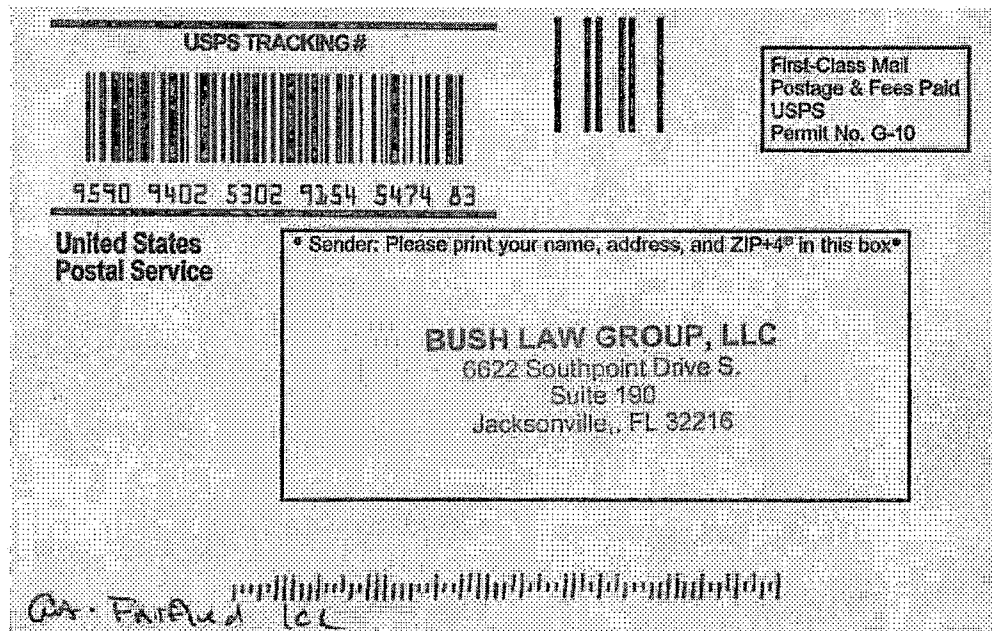 USPS TRACKING#
9590 9402 5302 9154 5474 83
First-Class Mail
Postage & Fees Paid
USPS
Permit No. G-10
United States
Postal Service
• Sender: Please print your name, address, and ZIP+4® in this box•
BUSH LAW GROUP, LLC
6622 Southpoint Drive S.
Suite 190
Jacksonville,, FL 32216